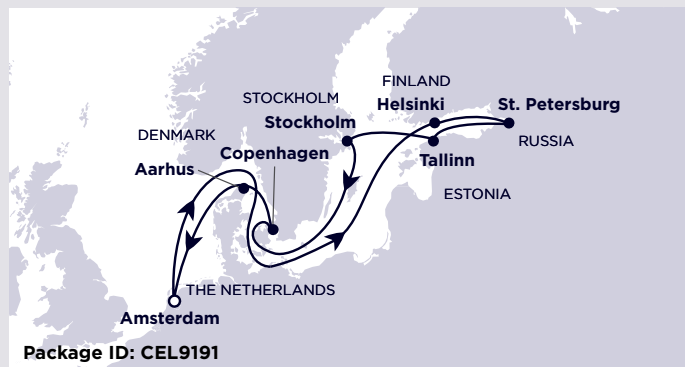 FINLAND
STOCKHOLM
Helsinki
St. Petersburg
Stockholm
DENMARK
RUSSIA
Copenhagen
Tallinn
Aarhus
ESTONIA
THE NETHERLANDS
Amsterdam
Package ID: CEL9191